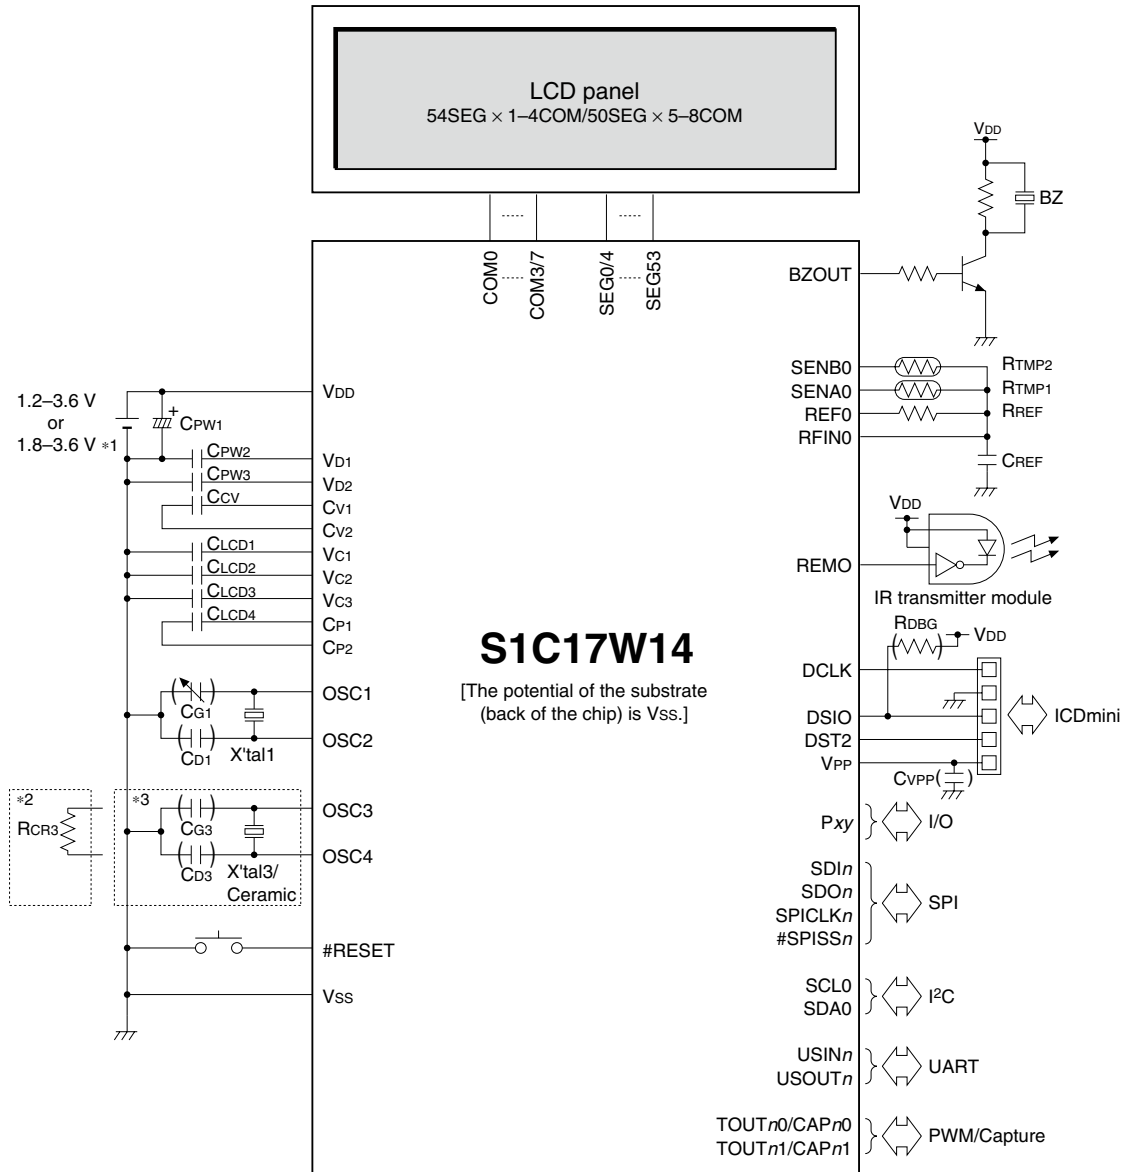 LCD panel
54SEG × 1–4COM/50SEG × 5–8COM
COM0
COM3/7
SEG0/4
SEG53
VDD
BZ
BZOUT
SENB0
RTMP2
SENA0
RTMP1
REF0
RREF
RFIN0
CREF
VDD
REMO
IR transmitter module
RDBG
VDD
DCLK
DSIO
ICDmini
DST2
VPP
CVPP( )
Pxy
I/O
SDIn
SDOn
SPICLKn
#SPISSn
SPI
SCL0
SDA0
I²C
USINn
USOUTn
UART
TOUTn0/CAPn0
TOUTn1/CAPn1
PWM/Capture
1.2–3.6 V
or
1.8–3.6 V *1
+
CPW1
VDD
CPW2
VD1
CPW3
VD2
CCV
CV1
CV2
CLCD1
VC1
CLCD2
VC2
CLCD3
VC3
CLCD4
CP1
CP2
S1C17W14
[The potential of the substrate
(back of the chip) is VSS.]
OSC1
CG1
OSC2
CD1
X'tal1
*2
RCR3
*3
OSC3
CG3
OSC4
CD3
X'tal3/
Ceramic
#RESET
VSS